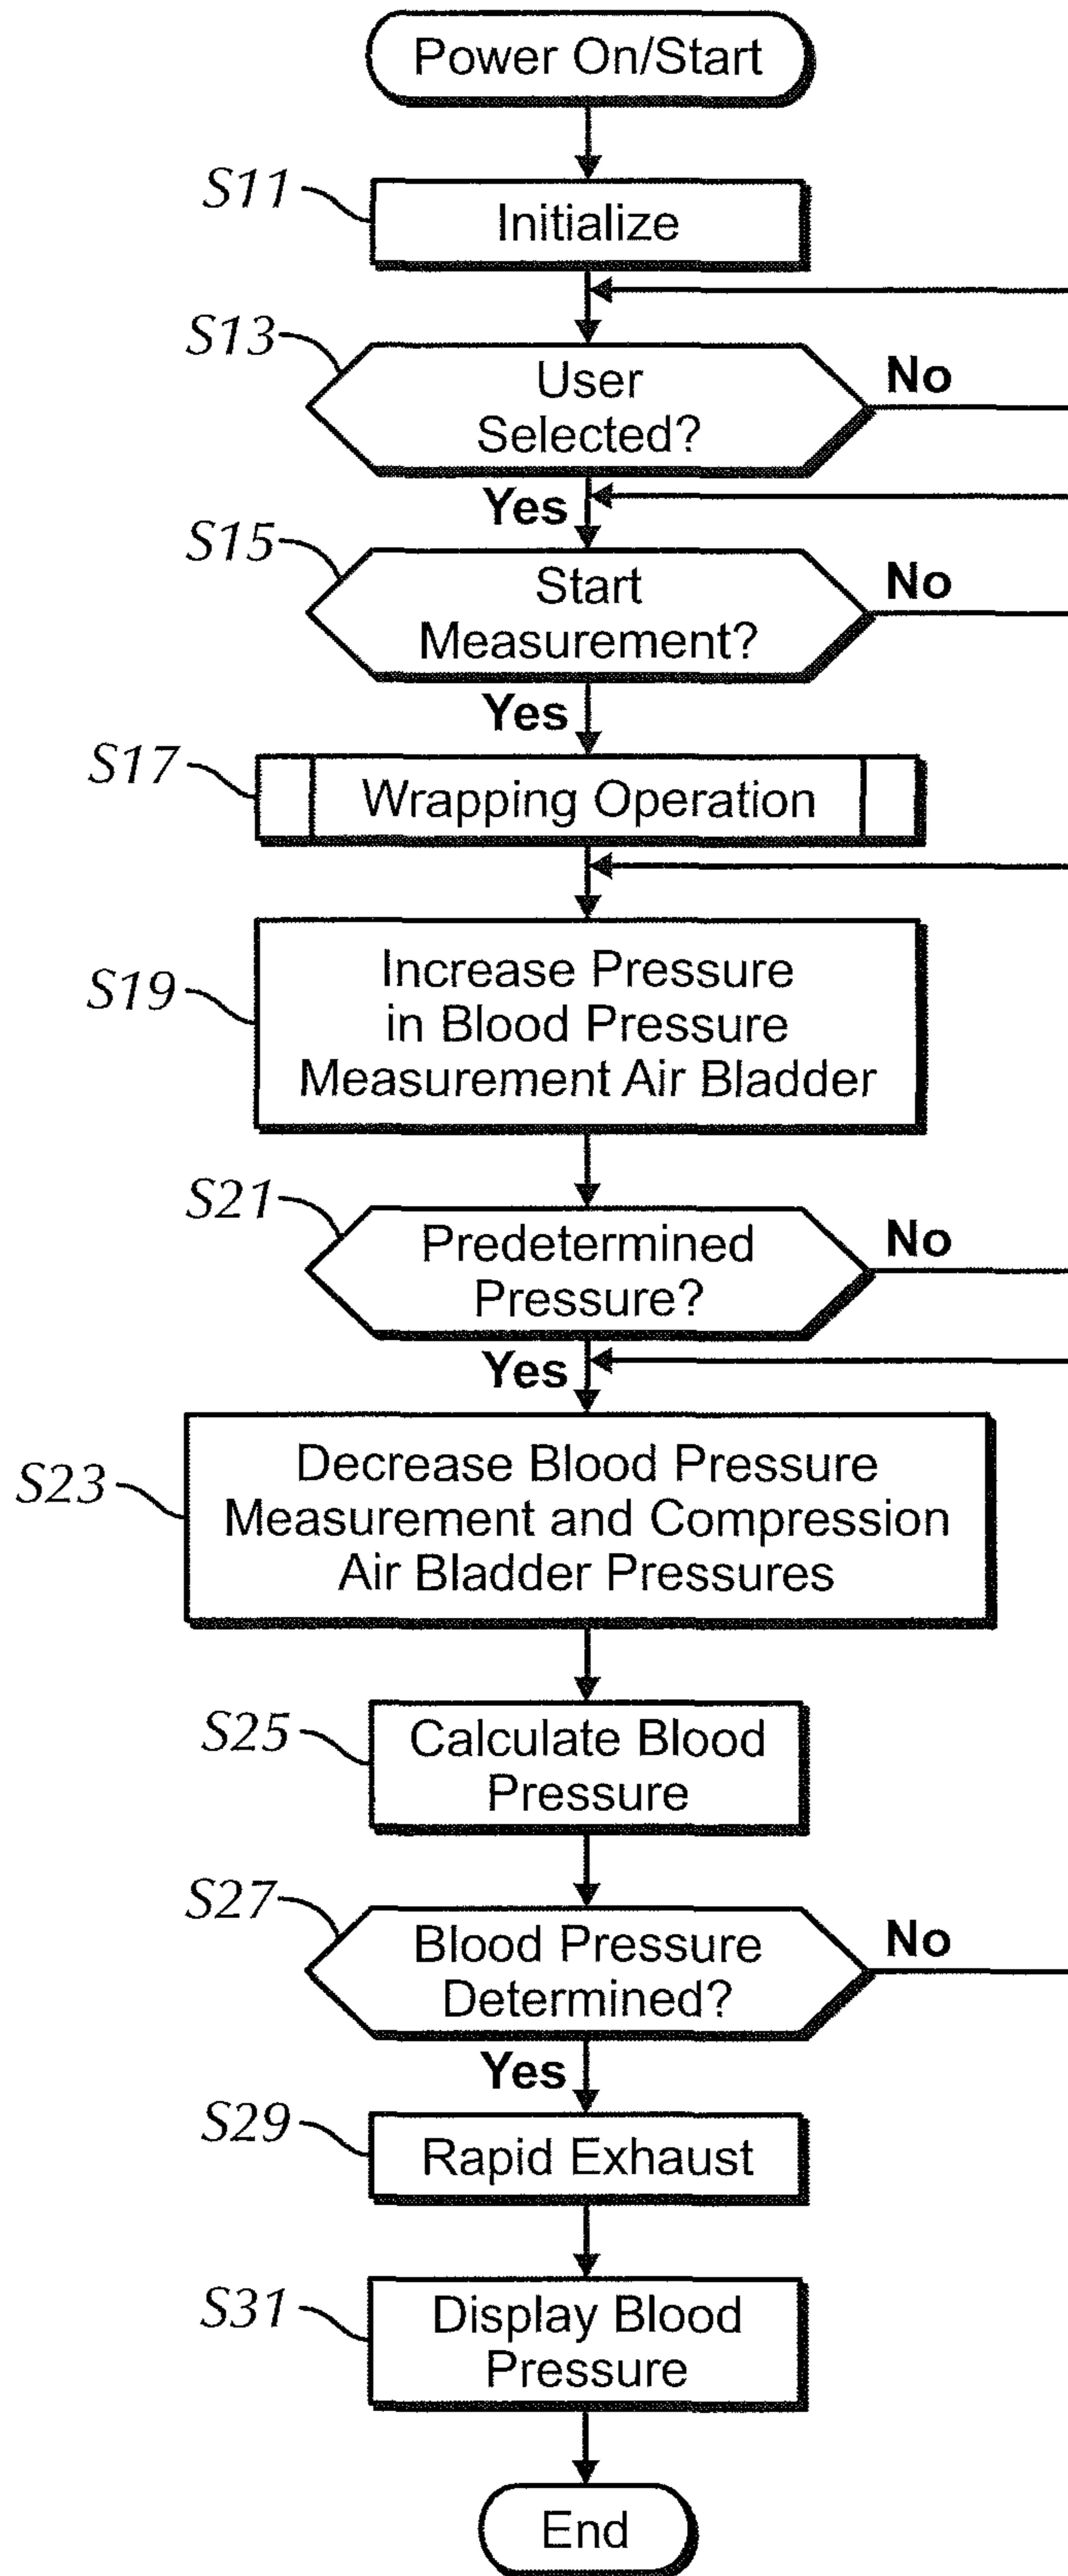 Power On/Start
S11
Initialize
S13
User
Selected?
No
Yes
S15
Start
Measurement?
No
Yes
S17
Wrapping Operation
S19
Increase Pressure
in Blood Pressure
Measurement Air Bladder
S21
Predetermined
Pressure?
No
Yes
S23
Decrease Blood Pressure
Measurement and Compression
Air Bladder Pressures
S25
Calculate Blood
Pressure
S27
Blood Pressure
Determined?
No
Yes
S29
Rapid Exhaust
S31
Display Blood
Pressure
End